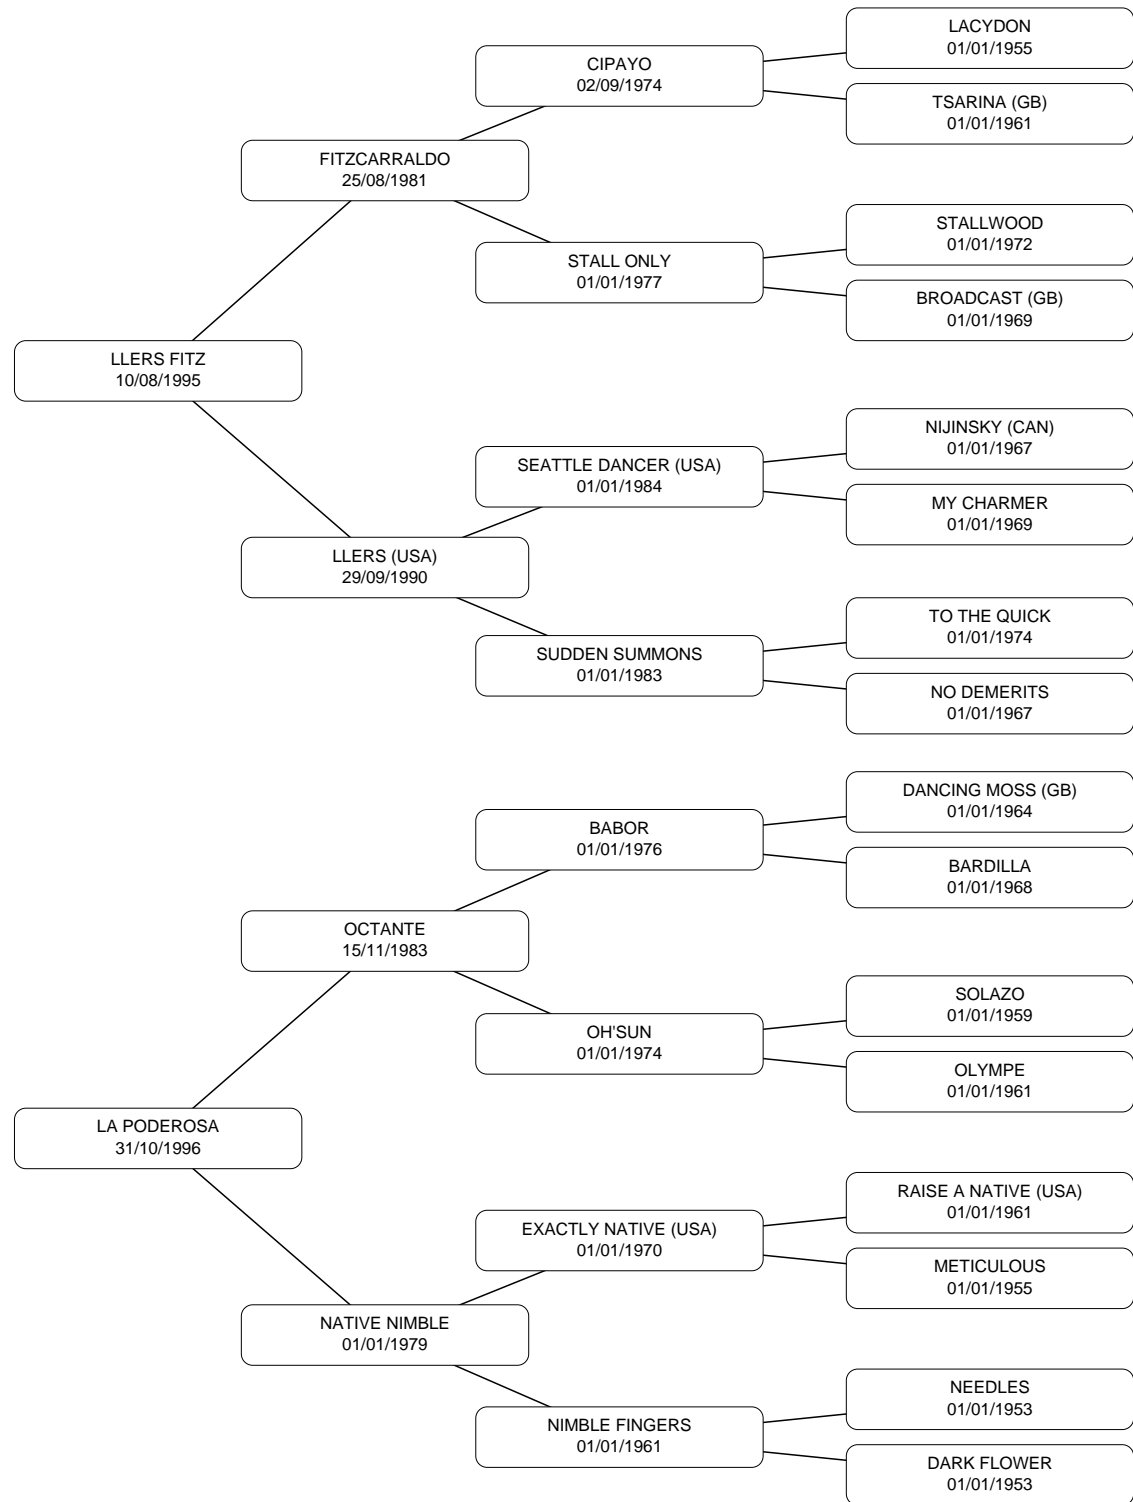 LACYDON
01/01/1955
CIPAYO
02/09/1974
TSARINA (GB)
01/01/1961
FITZCARRALDO
25/08/1981
STALLWOOD
01/01/1972
STALL ONLY
01/01/1977
BROADCAST (GB)
01/01/1969
LLERS FITZ
10/08/1995
NIJINSKY (CAN)
01/01/1967
SEATTLE DANCER (USA)
01/01/1984
MY CHARMER
01/01/1969
LLERS (USA)
29/09/1990
TO THE QUICK
01/01/1974
SUDDEN SUMMONS
01/01/1983
NO DEMERITS
01/01/1967
DANCING MOSS (GB)
01/01/1964
BABOR
01/01/1976
BARDILLA
01/01/1968
OCTANTE
15/11/1983
SOLAZO
01/01/1959
OH'SUN
01/01/1974
OLYMPE
01/01/1961
LA PODEROSA
31/10/1996
RAISE A NATIVE (USA)
01/01/1961
EXACTLY NATIVE (USA)
01/01/1970
METICULOUS
01/01/1955
NATIVE NIMBLE
01/01/1979
NEEDLES
01/01/1953
NIMBLE FINGERS
01/01/1961
DARK FLOWER
01/01/1953